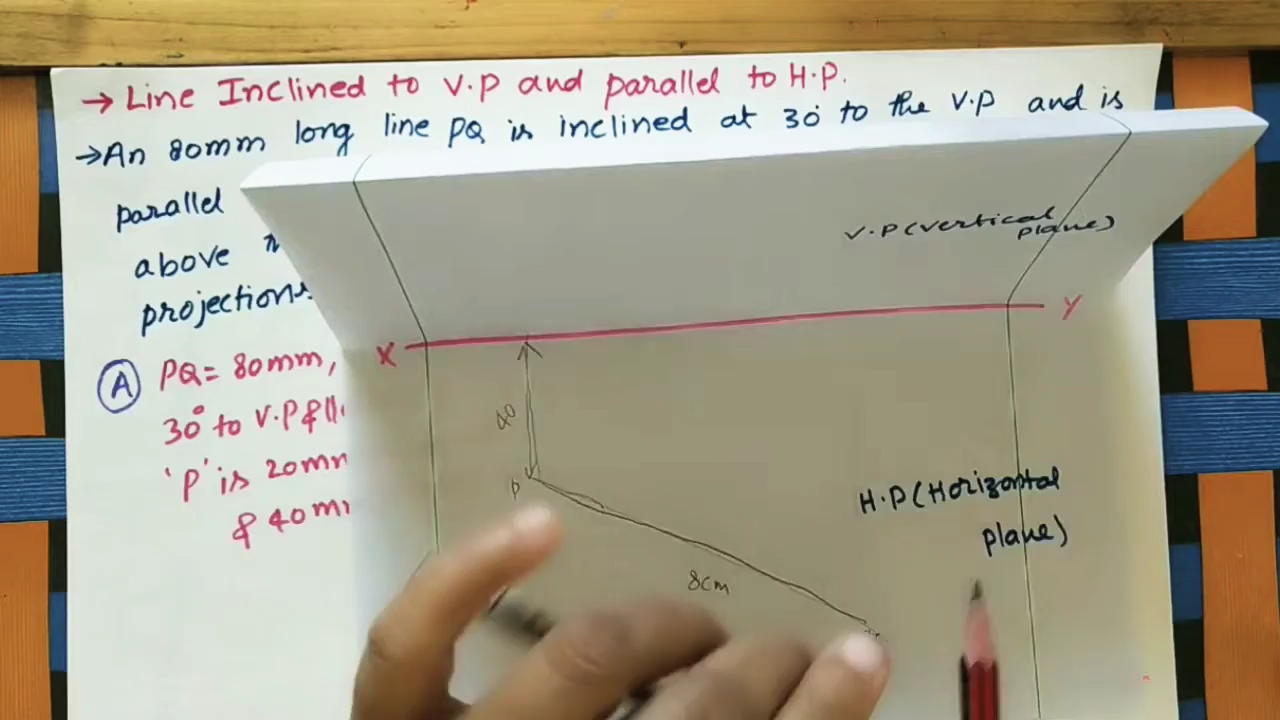 → Line Inclined to V.P and parallel to H.P.
→ An 80mm long line PQ is inclined at 30° to the V.P and is
parallel
above
projections
A PQ = 80mm,
30° to V.P &
'P' is 20mm
& 40m
V.P (Vertical
plane)
X Y
40
P
8cm
H.P (Horizontal
plane)